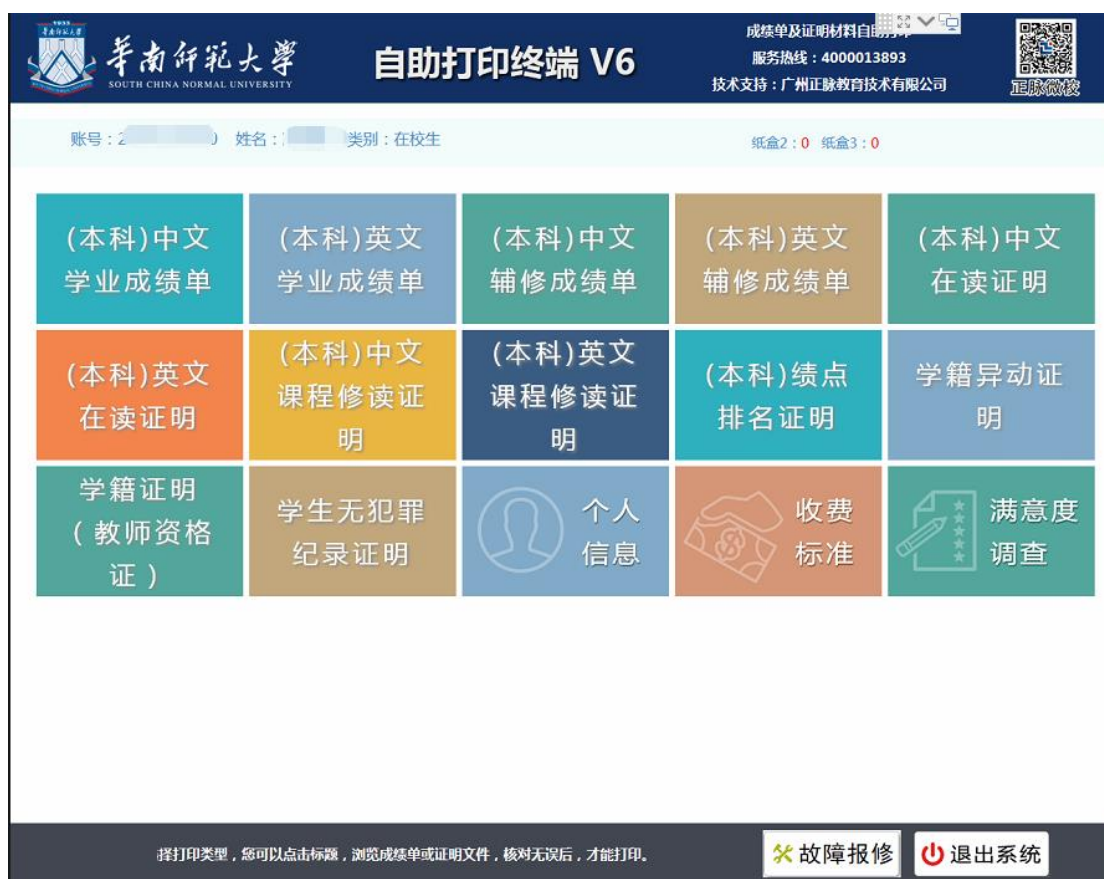 1933
華南師範大學
SOUTH CHINA NORMAL UNIVERSITY
自助打印终端 V6
成绩单及证明材料自助打印
服务热线：4000013893
技术支持：广州正脉教育技术有限公司
正脉微校
账号：2 0 姓名： 类别：在校生
纸盒2：0 纸盒3：0
(本科)中文
学业成绩单
(本科)英文
学业成绩单
(本科)中文
辅修成绩单
(本科)英文
辅修成绩单
(本科)中文
在读证明
(本科)英文
在读证明
(本科)中文
课程修读证
明
(本科)英文
课程修读证
明
(本科)绩点
排名证明
学籍异动证
明
学籍证明
（教师资格
证）
学生无犯罪
纪录证明
个人
信息
收费
标准
满意度
调查
择打印类型，您可以点击标题，浏览成绩单或证明文件，核对无误后，才能打印。
故障报修
退出系统